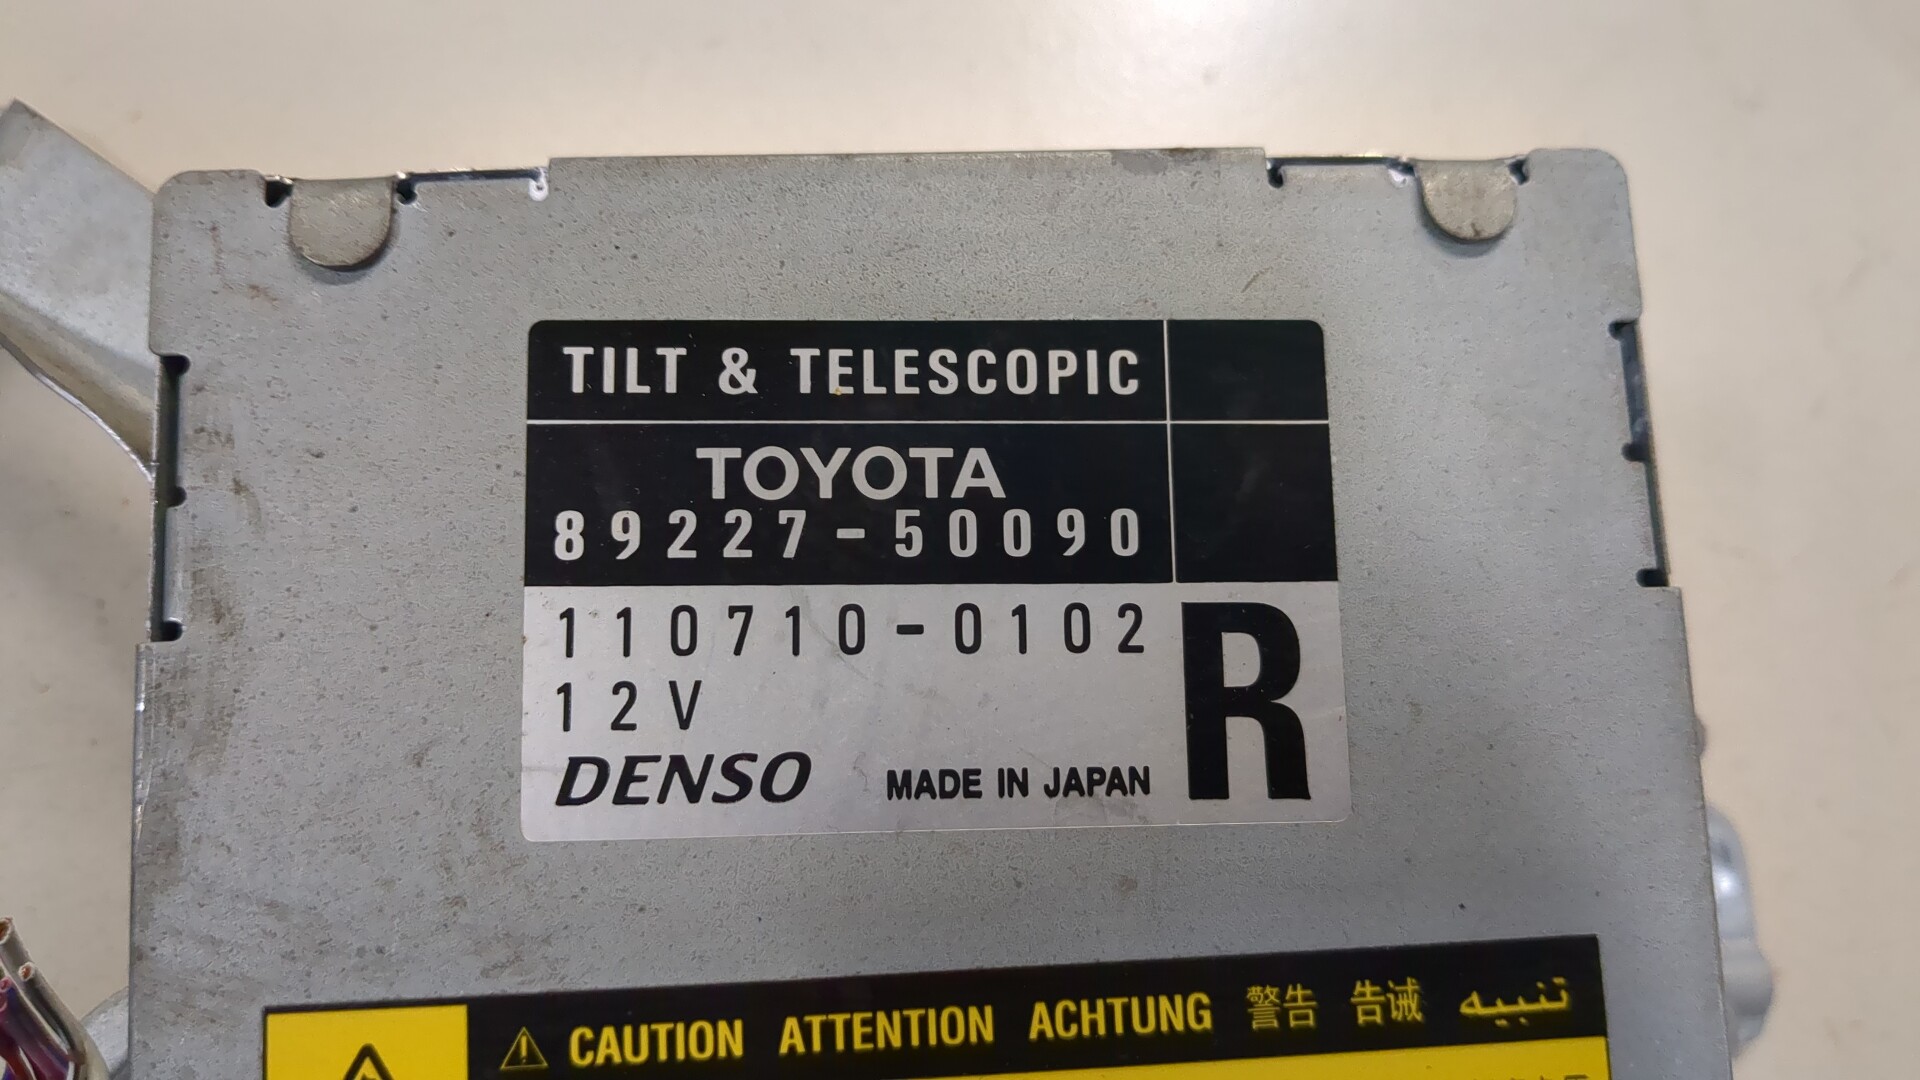 TILT & TELESCOPIC
TOYOTA
89227-50090
110710-0102
R
12V
DENSO MADE IN JAPAN
CAUTION ATTENTION ACHTUNG 警告 告诫 تنبيه